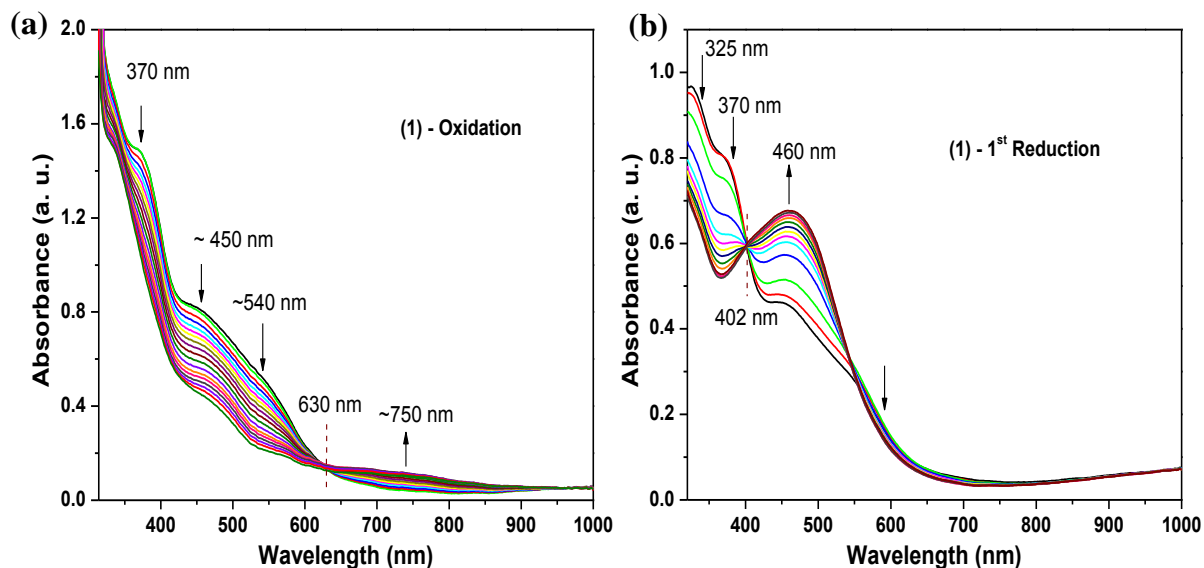 (a)
2.0
1.6
1.2
0.8
0.4
0.0
Absorbance (a. u.)
370 nm
~ 450 nm
~540 nm
630 nm
~750 nm
(1) - Oxidation
400 500 600 700 800 900 1000
Wavelength (nm)
(b)
1.0
0.8
0.6
0.4
0.2
0.0
Absorbance (a. u.)
325 nm
370 nm
460 nm
402 nm
(1) - 1st Reduction
400 500 600 700 800 900 1000
Wavelength (nm)